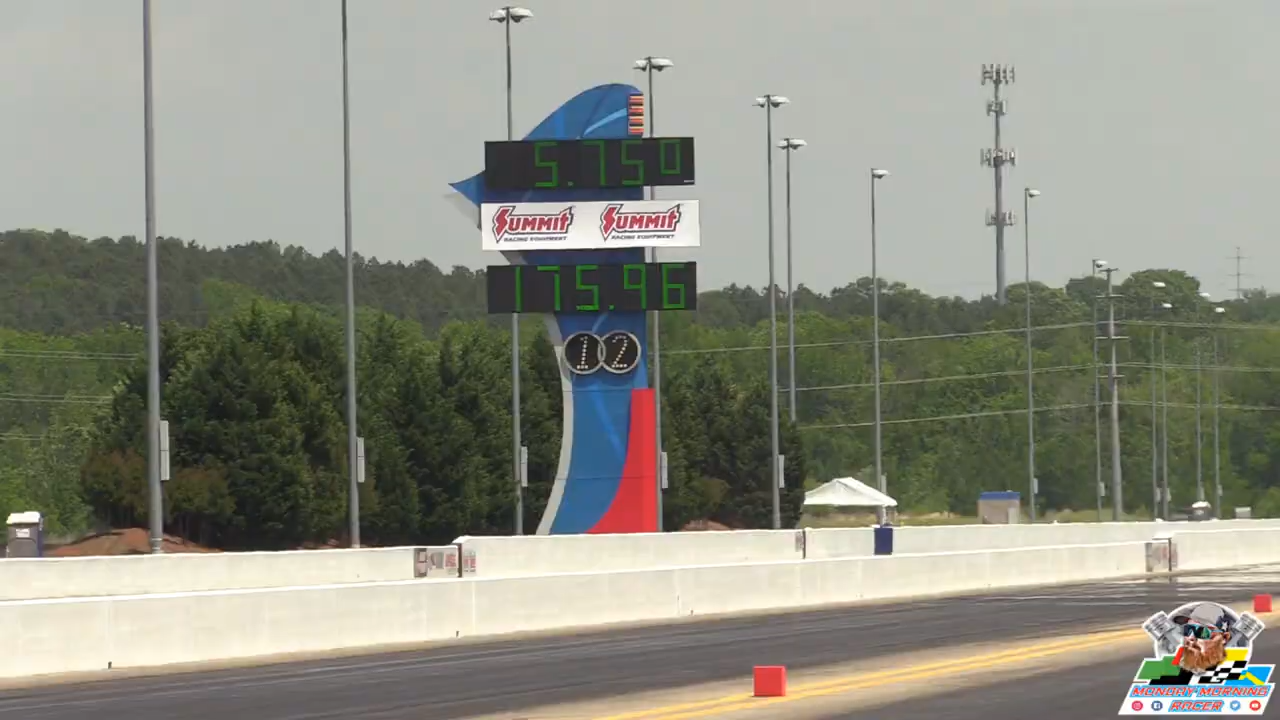 5.750
SUMMIT SUMMIT
RACING EQUIPMENT RACING EQUIPMENT
175.96
1 2
MONDAY MORNING
RACER